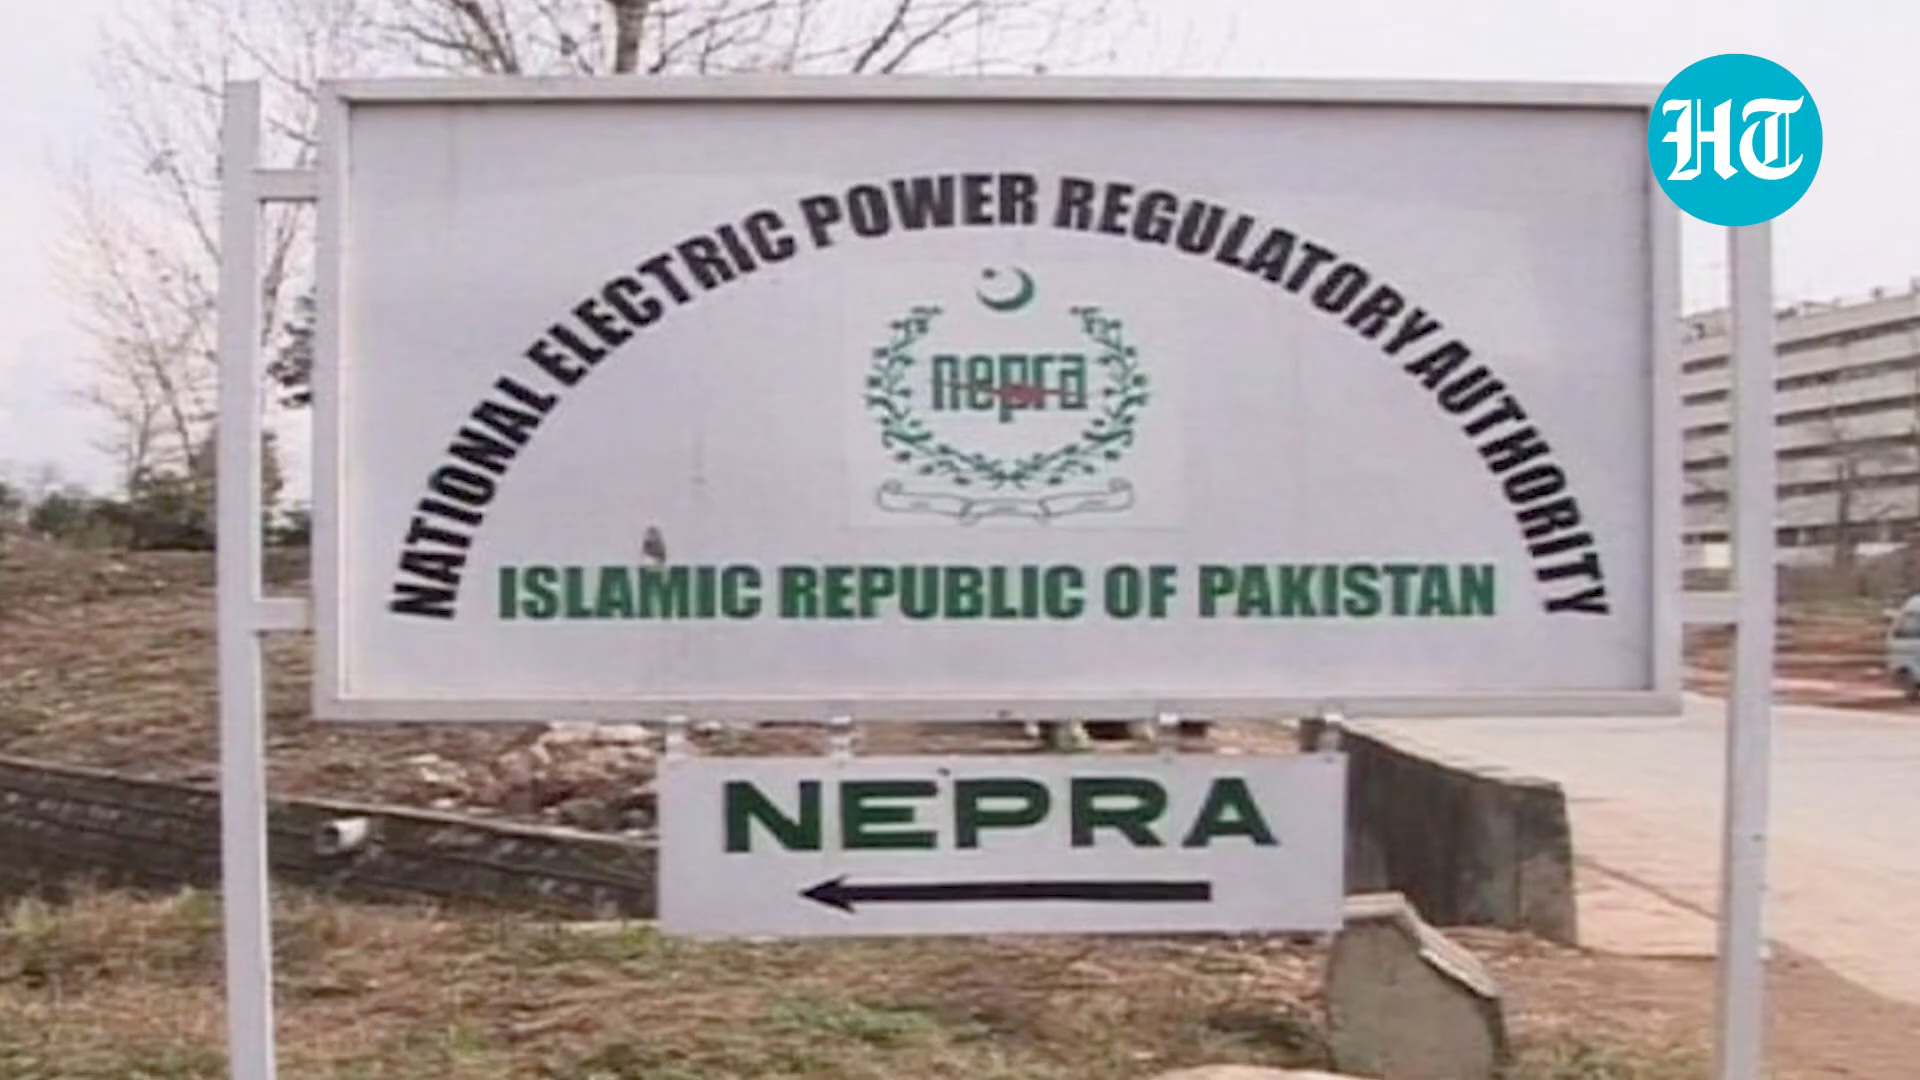 HT
NATIONAL ELECTRIC POWER REGULATORY AUTHORITY
nepra
ISLAMIC REPUBLIC OF PAKISTAN
NEPRA